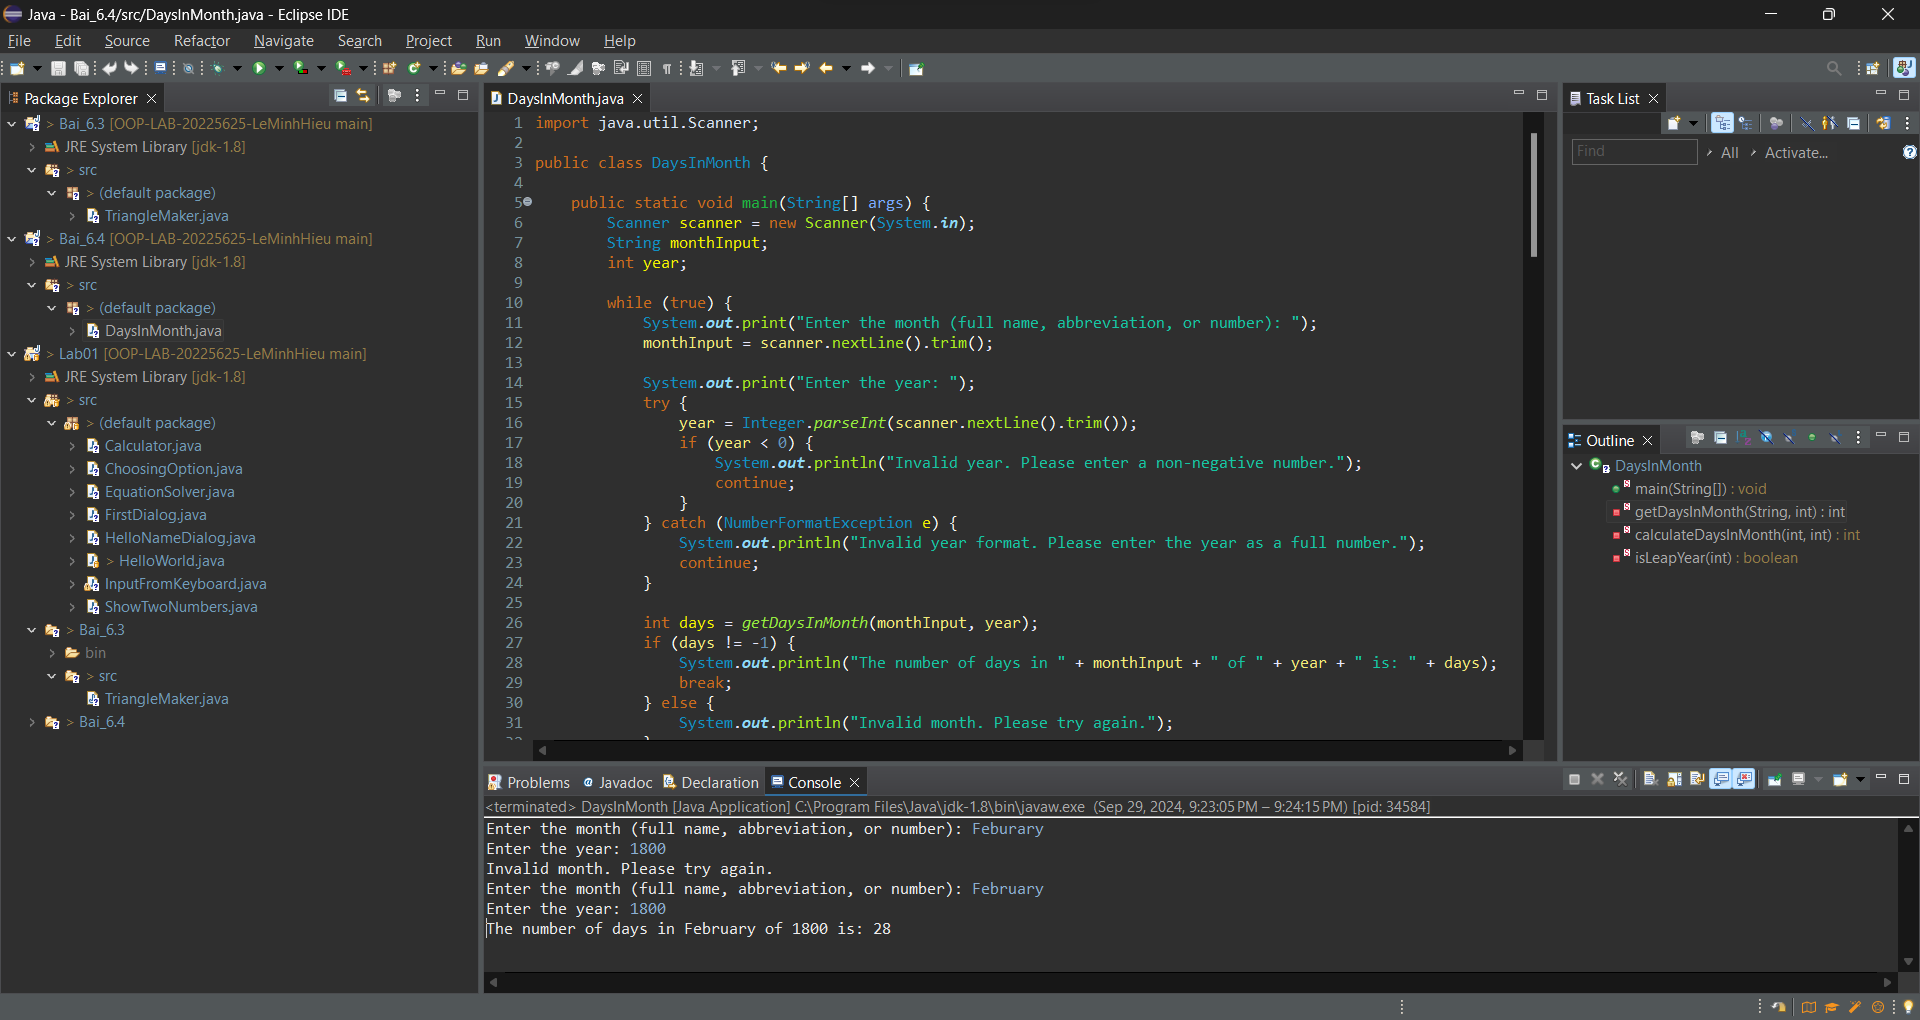 Java - Bai_6.4/src/DaysInMonth.java - Eclipse IDE
File Edit Source Refactor Navigate Search Project Run Window Help
Package Explorer
> Bai_6.3 [OOP-LAB-20225625-LeMinhHieu main]
JRE System Library [jdk-1.8]
> src
> (default package)
TriangleMaker.java
> Bai_6.4 [OOP-LAB-20225625-LeMinhHieu main]
JRE System Library [jdk-1.8]
> src
> (default package)
DaysInMonth.java
> Lab01 [OOP-LAB-20225625-LeMinhHieu main]
JRE System Library [jdk-1.8]
> src
> (default package)
Calculator.java
ChoosingOption.java
EquationSolver.java
FirstDialog.java
HelloNameDialog.java
> HelloWorld.java
InputFromKeyboard.java
ShowTwoNumbers.java
> Bai_6.3
bin
> src
TriangleMaker.java
> Bai_6.4
DaysInMonth.java
1 import java.util.Scanner;
2
3 public class DaysInMonth {
4
5 public static void main(String[] args) {
6 Scanner scanner = new Scanner(System.in);
7 String monthInput;
8 int year;
9
10 while (true) {
11 System.out.print("Enter the month (full name, abbreviation, or number): ");
12 monthInput = scanner.nextLine().trim();
13
14 System.out.print("Enter the year: ");
15 try {
16 year = Integer.parseInt(scanner.nextLine().trim());
17 if (year < 0) {
18 System.out.println("Invalid year. Please enter a non-negative number.");
19 continue;
20 }
21 } catch (NumberFormatException e) {
22 System.out.println("Invalid year format. Please enter the year as a full number.");
23 continue;
24 }
25
26 int days = getDaysInMonth(monthInput, year);
27 if (days != -1) {
28 System.out.println("The number of days in " + monthInput + " of " + year + " is: " + days);
29 break;
30 } else {
31 System.out.println("Invalid month. Please try again.");
Task List
Find All Activate...
Outline
DaysInMonth
main(String[]) : void
getDaysInMonth(String, int) : int
calculateDaysInMonth(int, int) : int
isLeapYear(int) : boolean
Problems @ Javadoc Declaration Console
<terminated> DaysInMonth [Java Application] C:\Program Files\Java\jdk-1.8\bin\javaw.exe (Sep 29, 2024, 9:23:05 PM – 9:24:15 PM) [pid: 34584]
Enter the month (full name, abbreviation, or number): Feburary
Enter the year: 1800
Invalid month. Please try again.
Enter the month (full name, abbreviation, or number): February
Enter the year: 1800
The number of days in February of 1800 is: 28